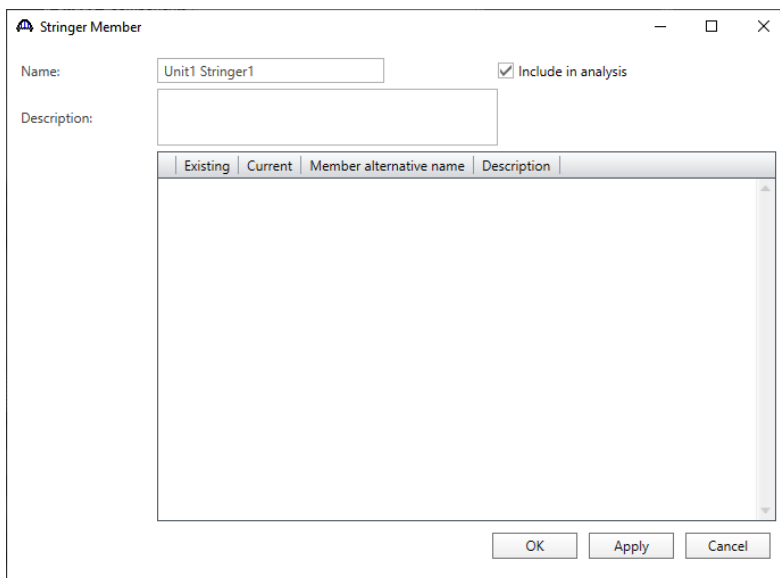 Stringer Member
Name: Unit1 Stringer1 Include in analysis
Description:
Existing Current Member alternative name Description
OK Apply Cancel